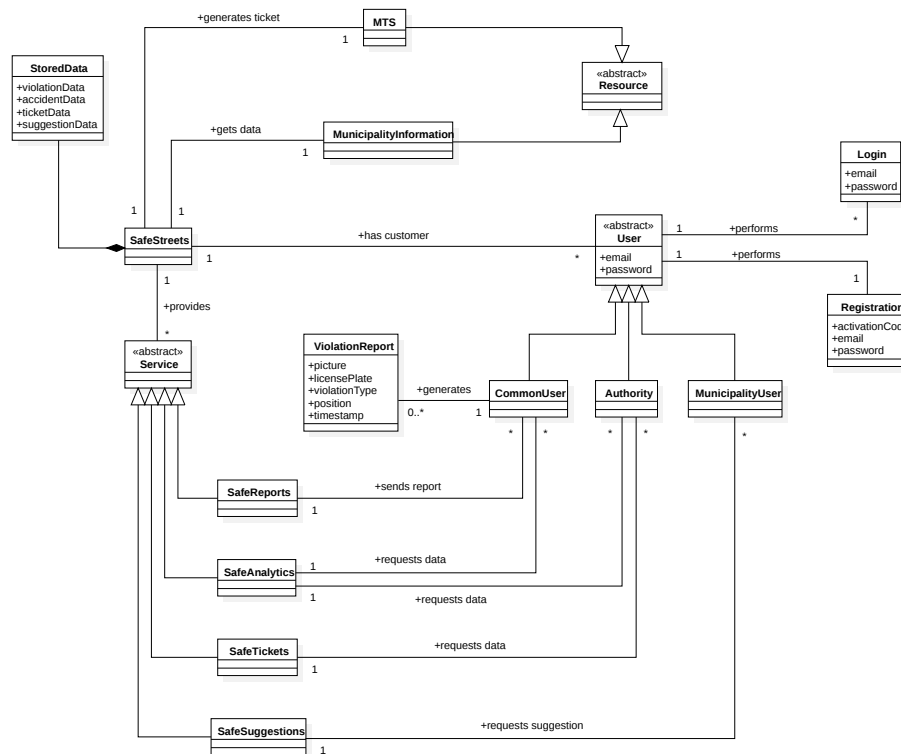 +generates ticket
MTS
1
StoredData
+violationData
+accidentData
+ticketData
+suggestionData
«abstract»
Resource
+gets data
MunicipalityInformation
1
Login
+email
+password
*
1
1
SafeStreets
+has customer
1
*
«abstract»
User
+email
+password
1
+performs
1
+performs
1
1
+provides
*
Registration
+activationCod
+email
+password
«abstract»
Service
ViolationReport
+picture
+licensePlate
+violationType
+position
+timestamp
+generates
0..*
1
CommonUser
Authority
MunicipalityUser
*
*
*
*
*
SafeReports
+sends report
1
SafeAnalytics
+requests data
1
1
+requests data
SafeTickets
+requests data
1
SafeSuggestions
+requests suggestion
1